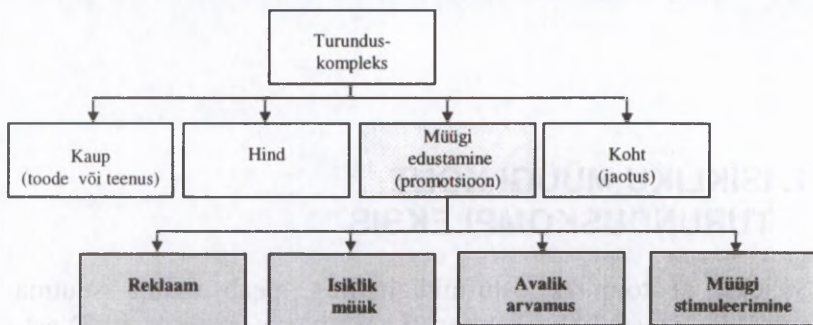 Turundus-
kompleks
Kaup
(toode või teenus)
Hind
Müügi
edustamine
(promotsioon)
Koht
(jaotus)
Reklaam
Isiklik
müük
Avalik
arvamus
Müügi
stimuleerimine